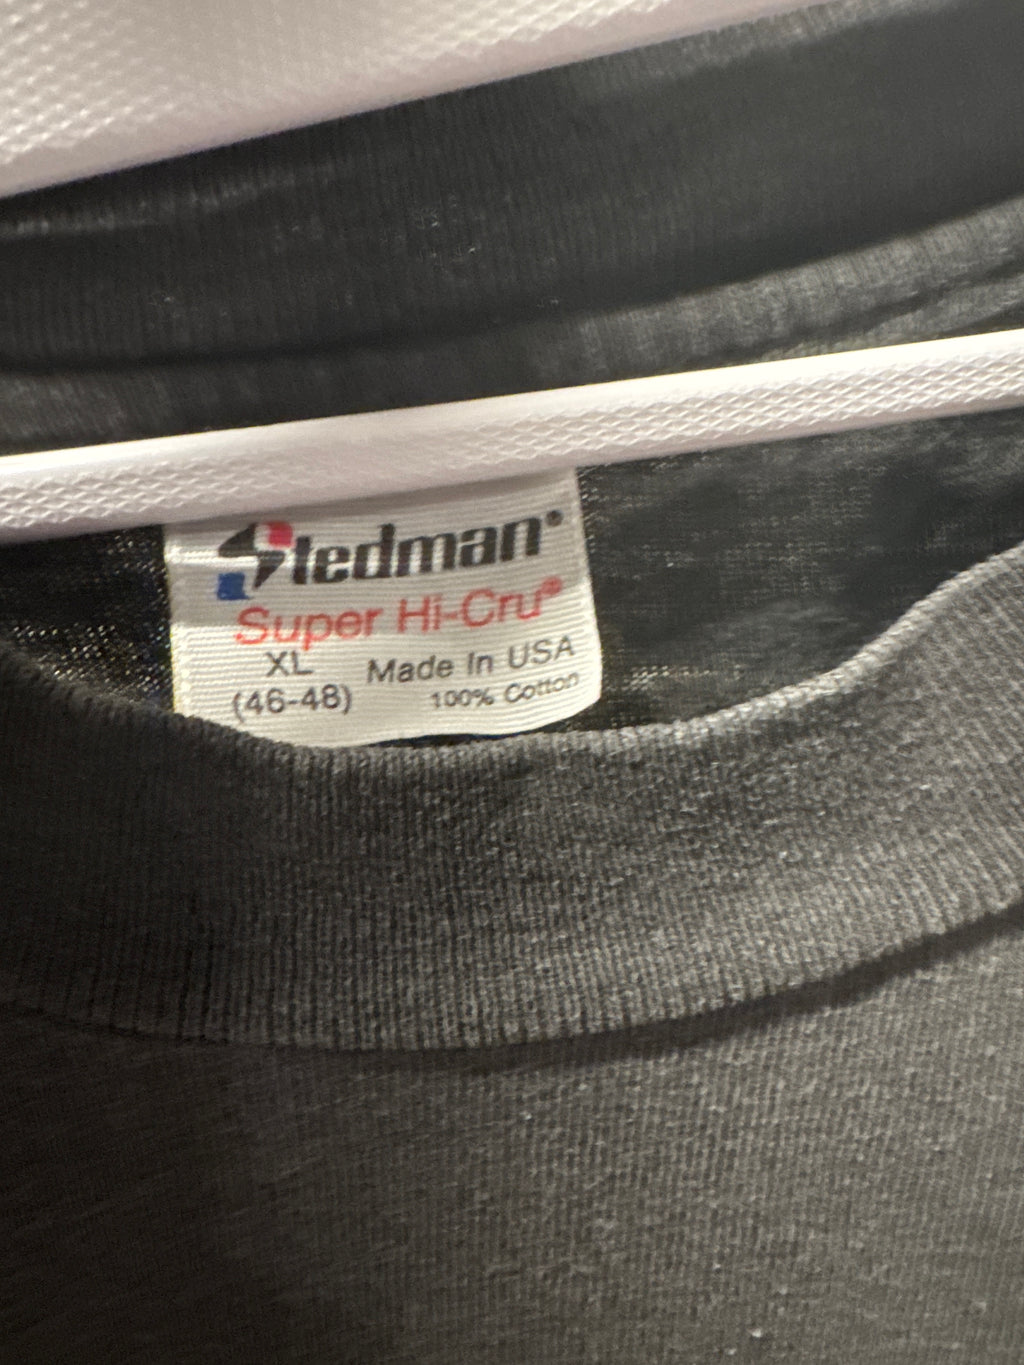 Stedman®
Super Hi-Cru®
XL Made In USA
(46-48) 100% Cotton